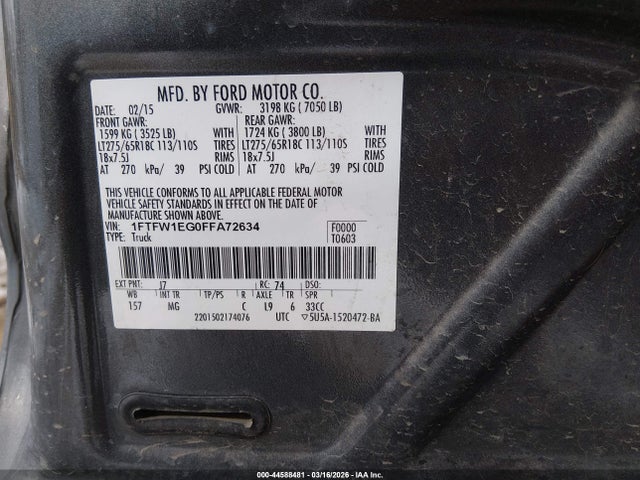 MFD. BY FORD MOTOR CO.
DATE: 02/15 GVWR: 3198 KG ( 7050 LB)
FRONT GAWR: REAR GAWR:
1599 KG ( 3525 LB) WITH 1724 KG ( 3800 LB) WITH
LT275/65R18C 113/110S TIRES LT275/65R18C 113/110S TIRES
18x7.5J RIMS 18x7.5J RIMS
AT 270 kPa/ 39 PSI COLD AT 270 kPa/ 39 PSI COLD
THIS VEHICLE CONFORMS TO ALL APPLICABLE FEDERAL MOTOR
VEHICLE SAFETY STANDARDS IN EFFECT ON THE DATE OF
MANUFACTURE SHOWN ABOVE.
VIN: 1FTFW1EG0FFA72634 F0000
TYPE: Truck T0603
EXT PNT: J7 RC: 74 DSO:
WB INT TR TP/PS R AXLE TR SPR
157 MG C L9 6 33CC
2201502174076 UTC ▽5U5A-1520472-BA
000-44588481 - 03/16/2026 - IAA Inc.